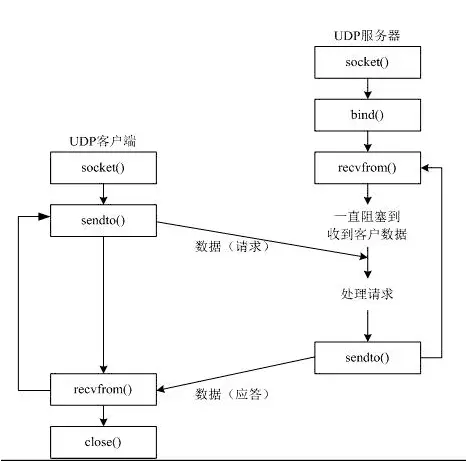 UDP服务器
socket()
bind()
UDP客户端
socket()
recvfrom()
sendto()
一直阻塞到
收到客户数据
数据（请求）
处理请求
sendto()
recvfrom()
数据（应答）
close()